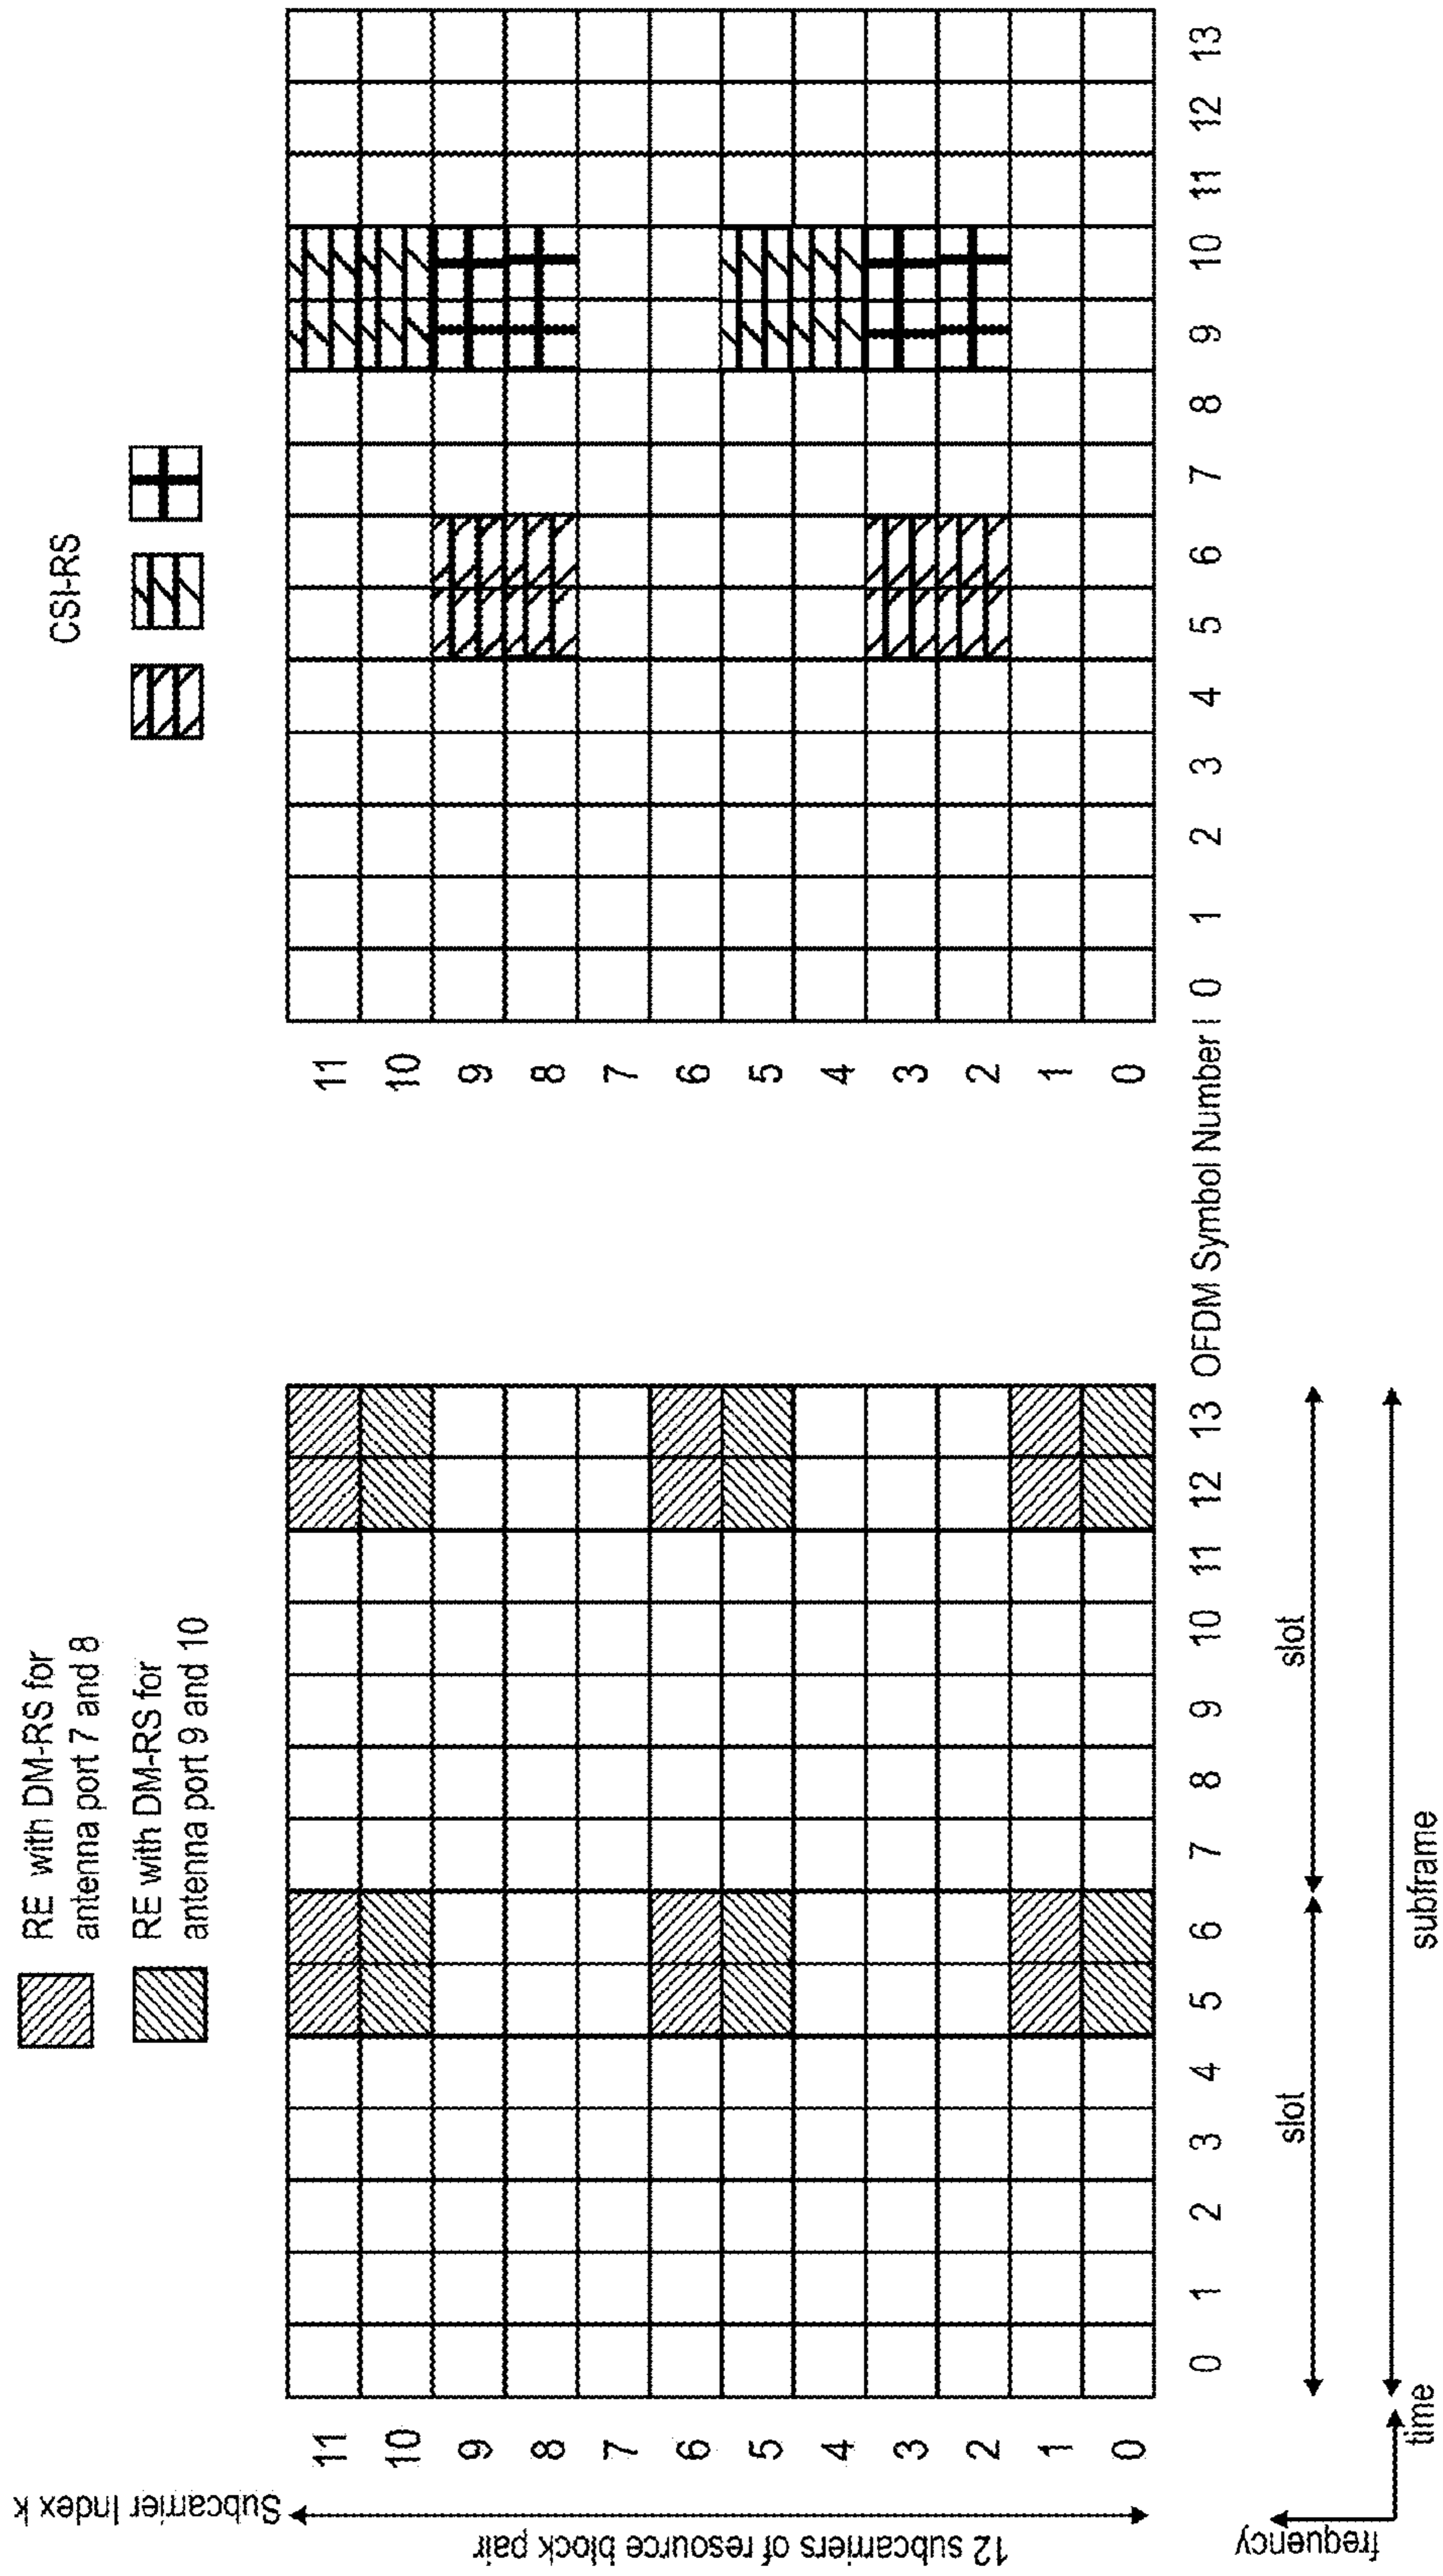 RE with DM-RS for
antenna port 7 and 8
RE with DM-RS for
antenna port 9 and 10
CSI-RS
Subcarrier Index k
12 subcarriers of resource block pair
11
10
9
8
7
6
5
4
3
2
1
0
0 1 2 3 4 5 6 7 8 9 10 11 12 13
OFDM Symbol Number l
11
10
9
8
7
6
5
4
3
2
1
0
0 1 2 3 4 5 6 7 8 9 10 11 12 13
slot
slot
subframe
frequency
time